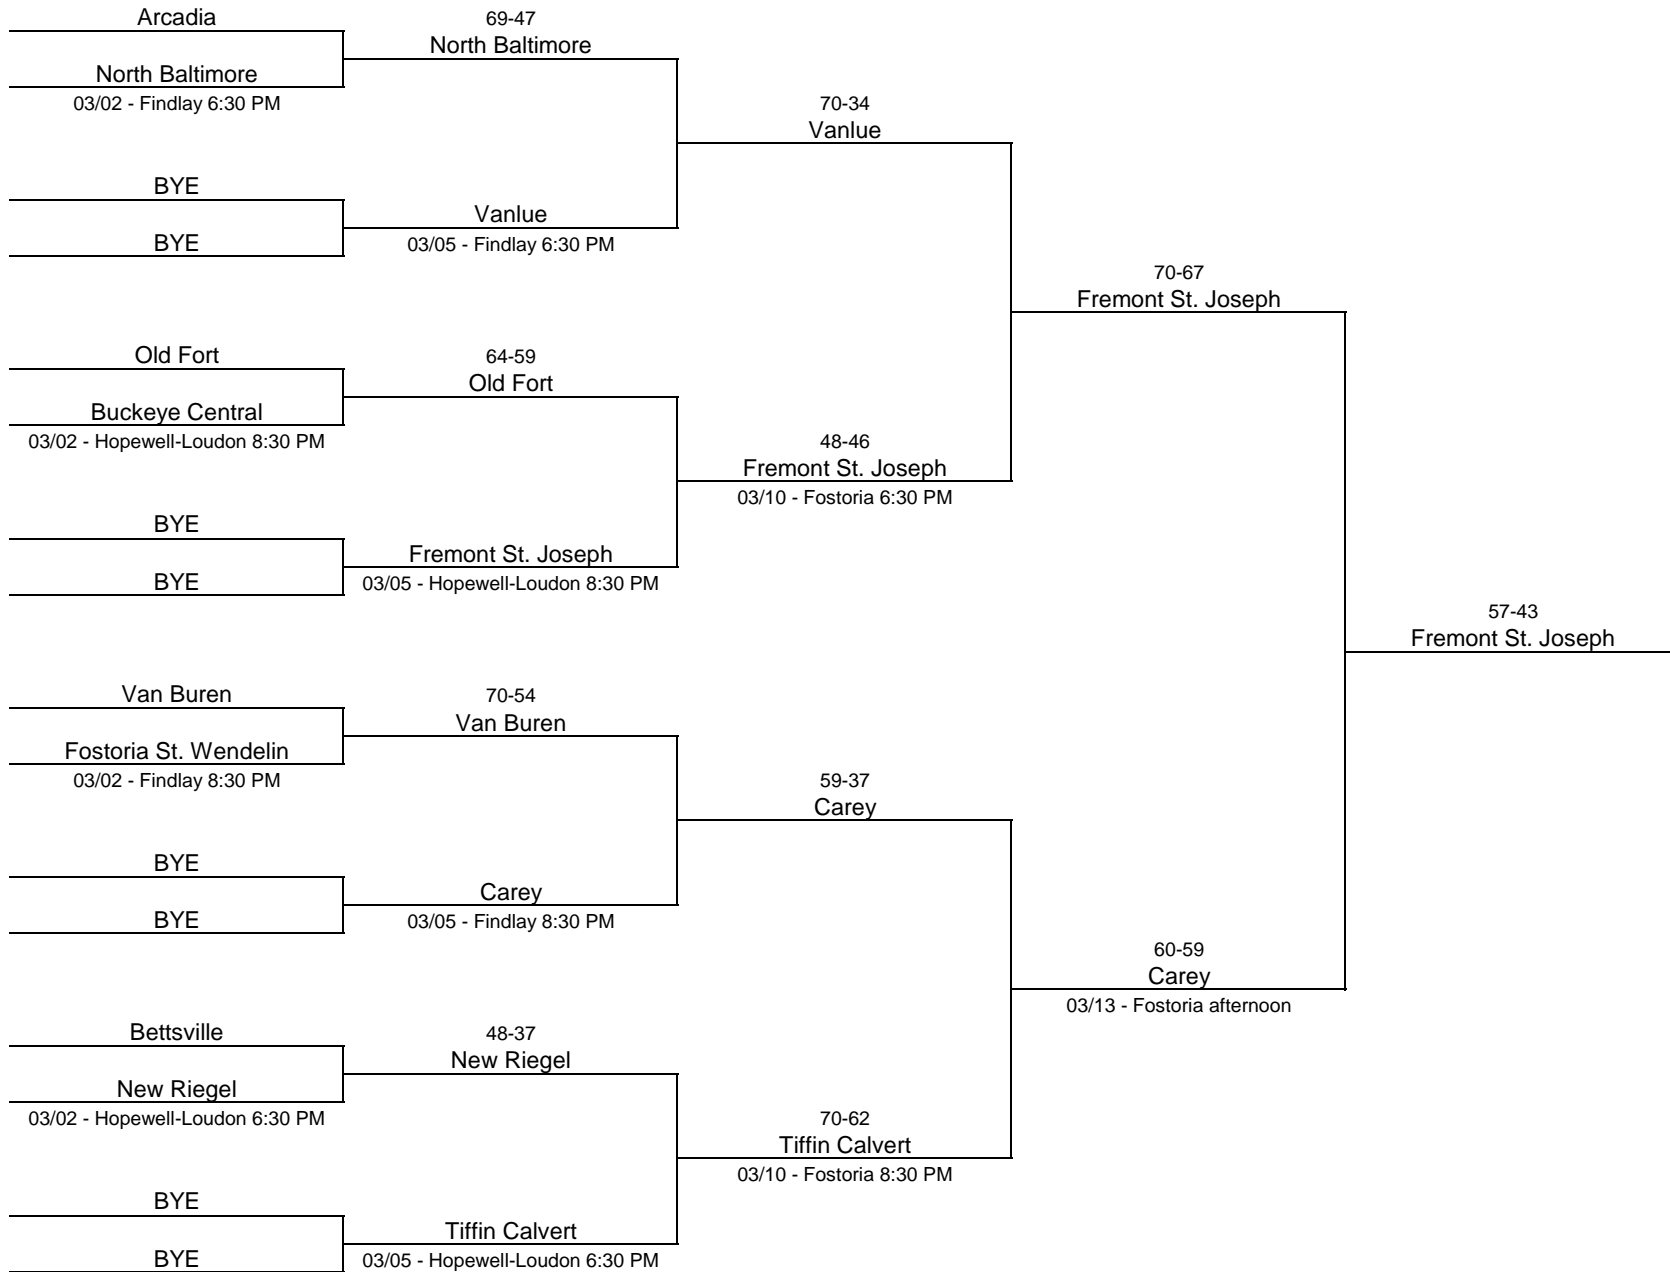 Arcadia
69-47
North Baltimore
North Baltimore
03/02 - Findlay 6:30 PM
70-34
Vanlue
BYE
Vanlue
BYE
03/05 - Findlay 6:30 PM
70-67
Fremont St. Joseph
Old Fort
64-59
Old Fort
Buckeye Central
03/02 - Hopewell-Loudon 8:30 PM
48-46
Fremont St. Joseph
03/10 - Fostoria 6:30 PM
BYE
Fremont St. Joseph
BYE
03/05 - Hopewell-Loudon 8:30 PM
57-43
Fremont St. Joseph
Van Buren
70-54
Van Buren
Fostoria St. Wendelin
03/02 - Findlay 8:30 PM
59-37
Carey
BYE
Carey
BYE
03/05 - Findlay 8:30 PM
60-59
Carey
03/13 - Fostoria afternoon
Bettsville
48-37
New Riegel
New Riegel
03/02 - Hopewell-Loudon 6:30 PM
70-62
Tiffin Calvert
03/10 - Fostoria 8:30 PM
BYE
Tiffin Calvert
BYE
03/05 - Hopewell-Loudon 6:30 PM